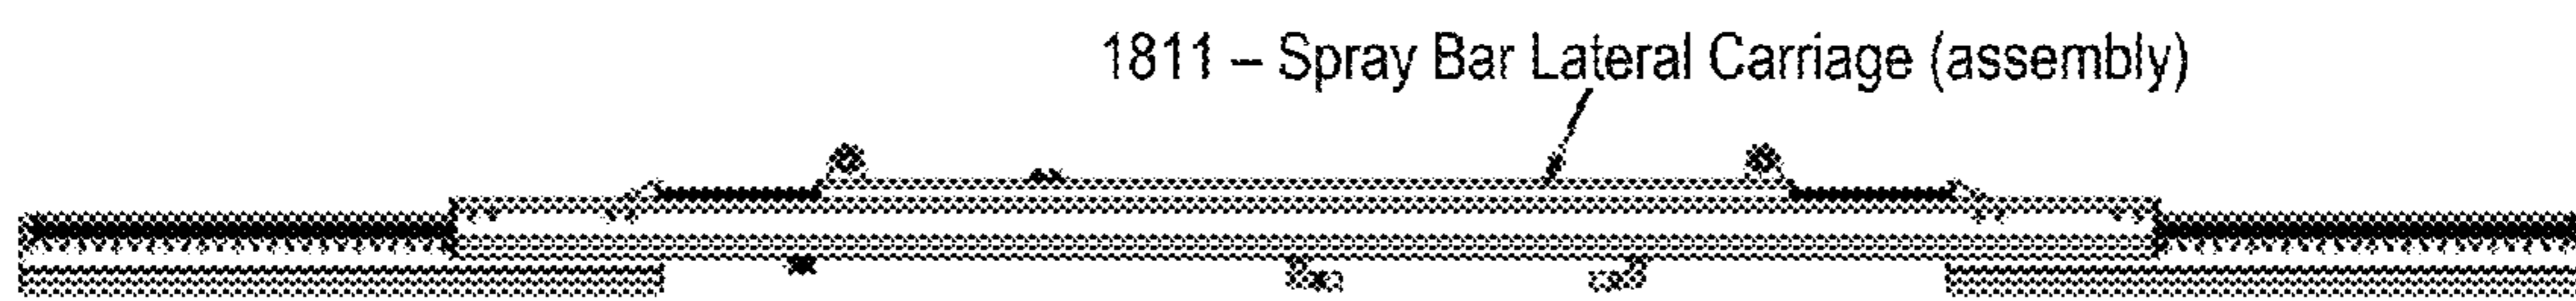 1811 – Spray Bar Lateral Carriage (assembly)